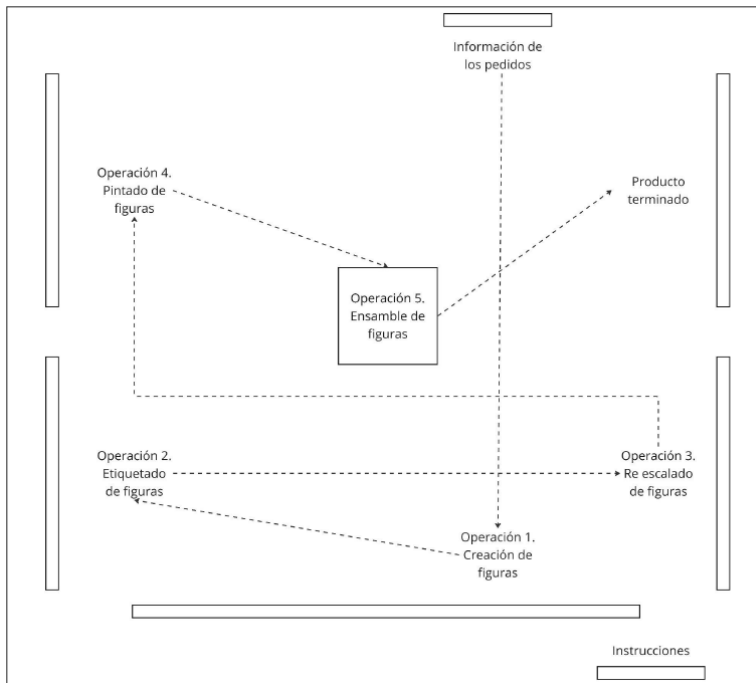 Información de
los pedidos
Operación 4.
Pintado de
figuras
Producto
terminado
Operación 5.
Ensamble de
figuras
Operación 2.
Etiquetado
de figuras
Operación 3.
Re escalado
de figuras
Operación 1.
Creación de
figuras
Instrucciones